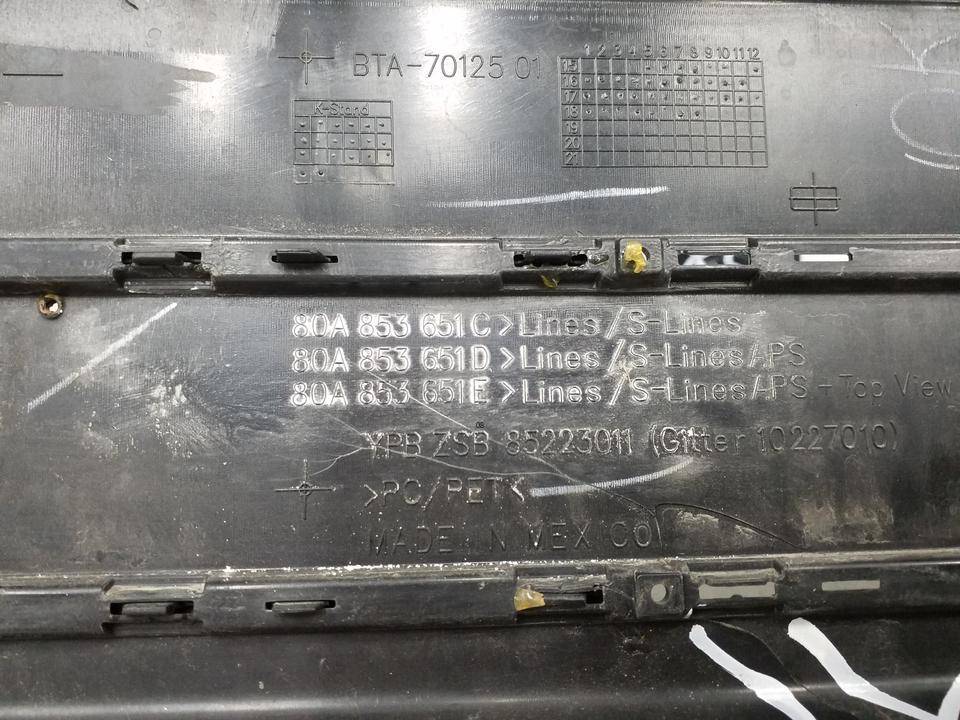 BTA-70125 01
1 2 3 4 5 6 7 8 9 10 11 12
15
16
17
18
19
20
21
K-Stand
80A 853 651 C >Lines/S-Lines
80A 853 651 D >Lines/S-Lines/APS
80A 853 651 E >Lines/S-Lines/APS + Top View
YPB ZSB 85223011 (Gitter 10227010)
>PC/PET<
MADE IN MEXICO